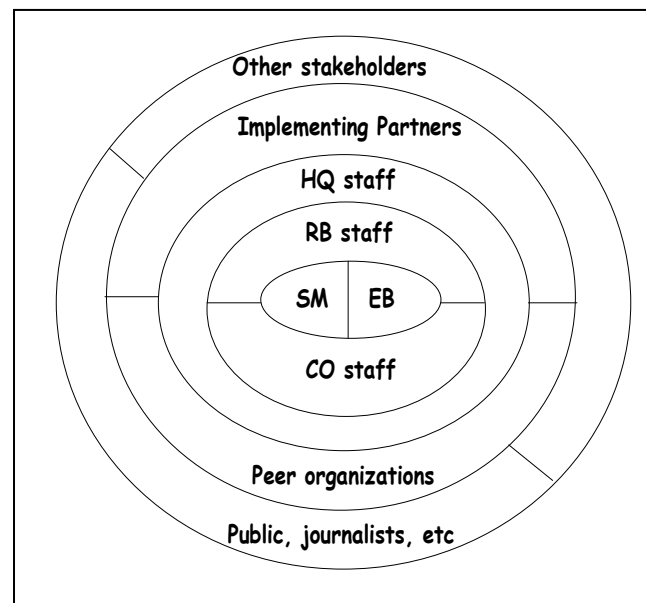 Other stakeholders
Implementing Partners
HQ staff
RB staff
SM EB
CO staff
Peer organizations
Public, journalists, etc